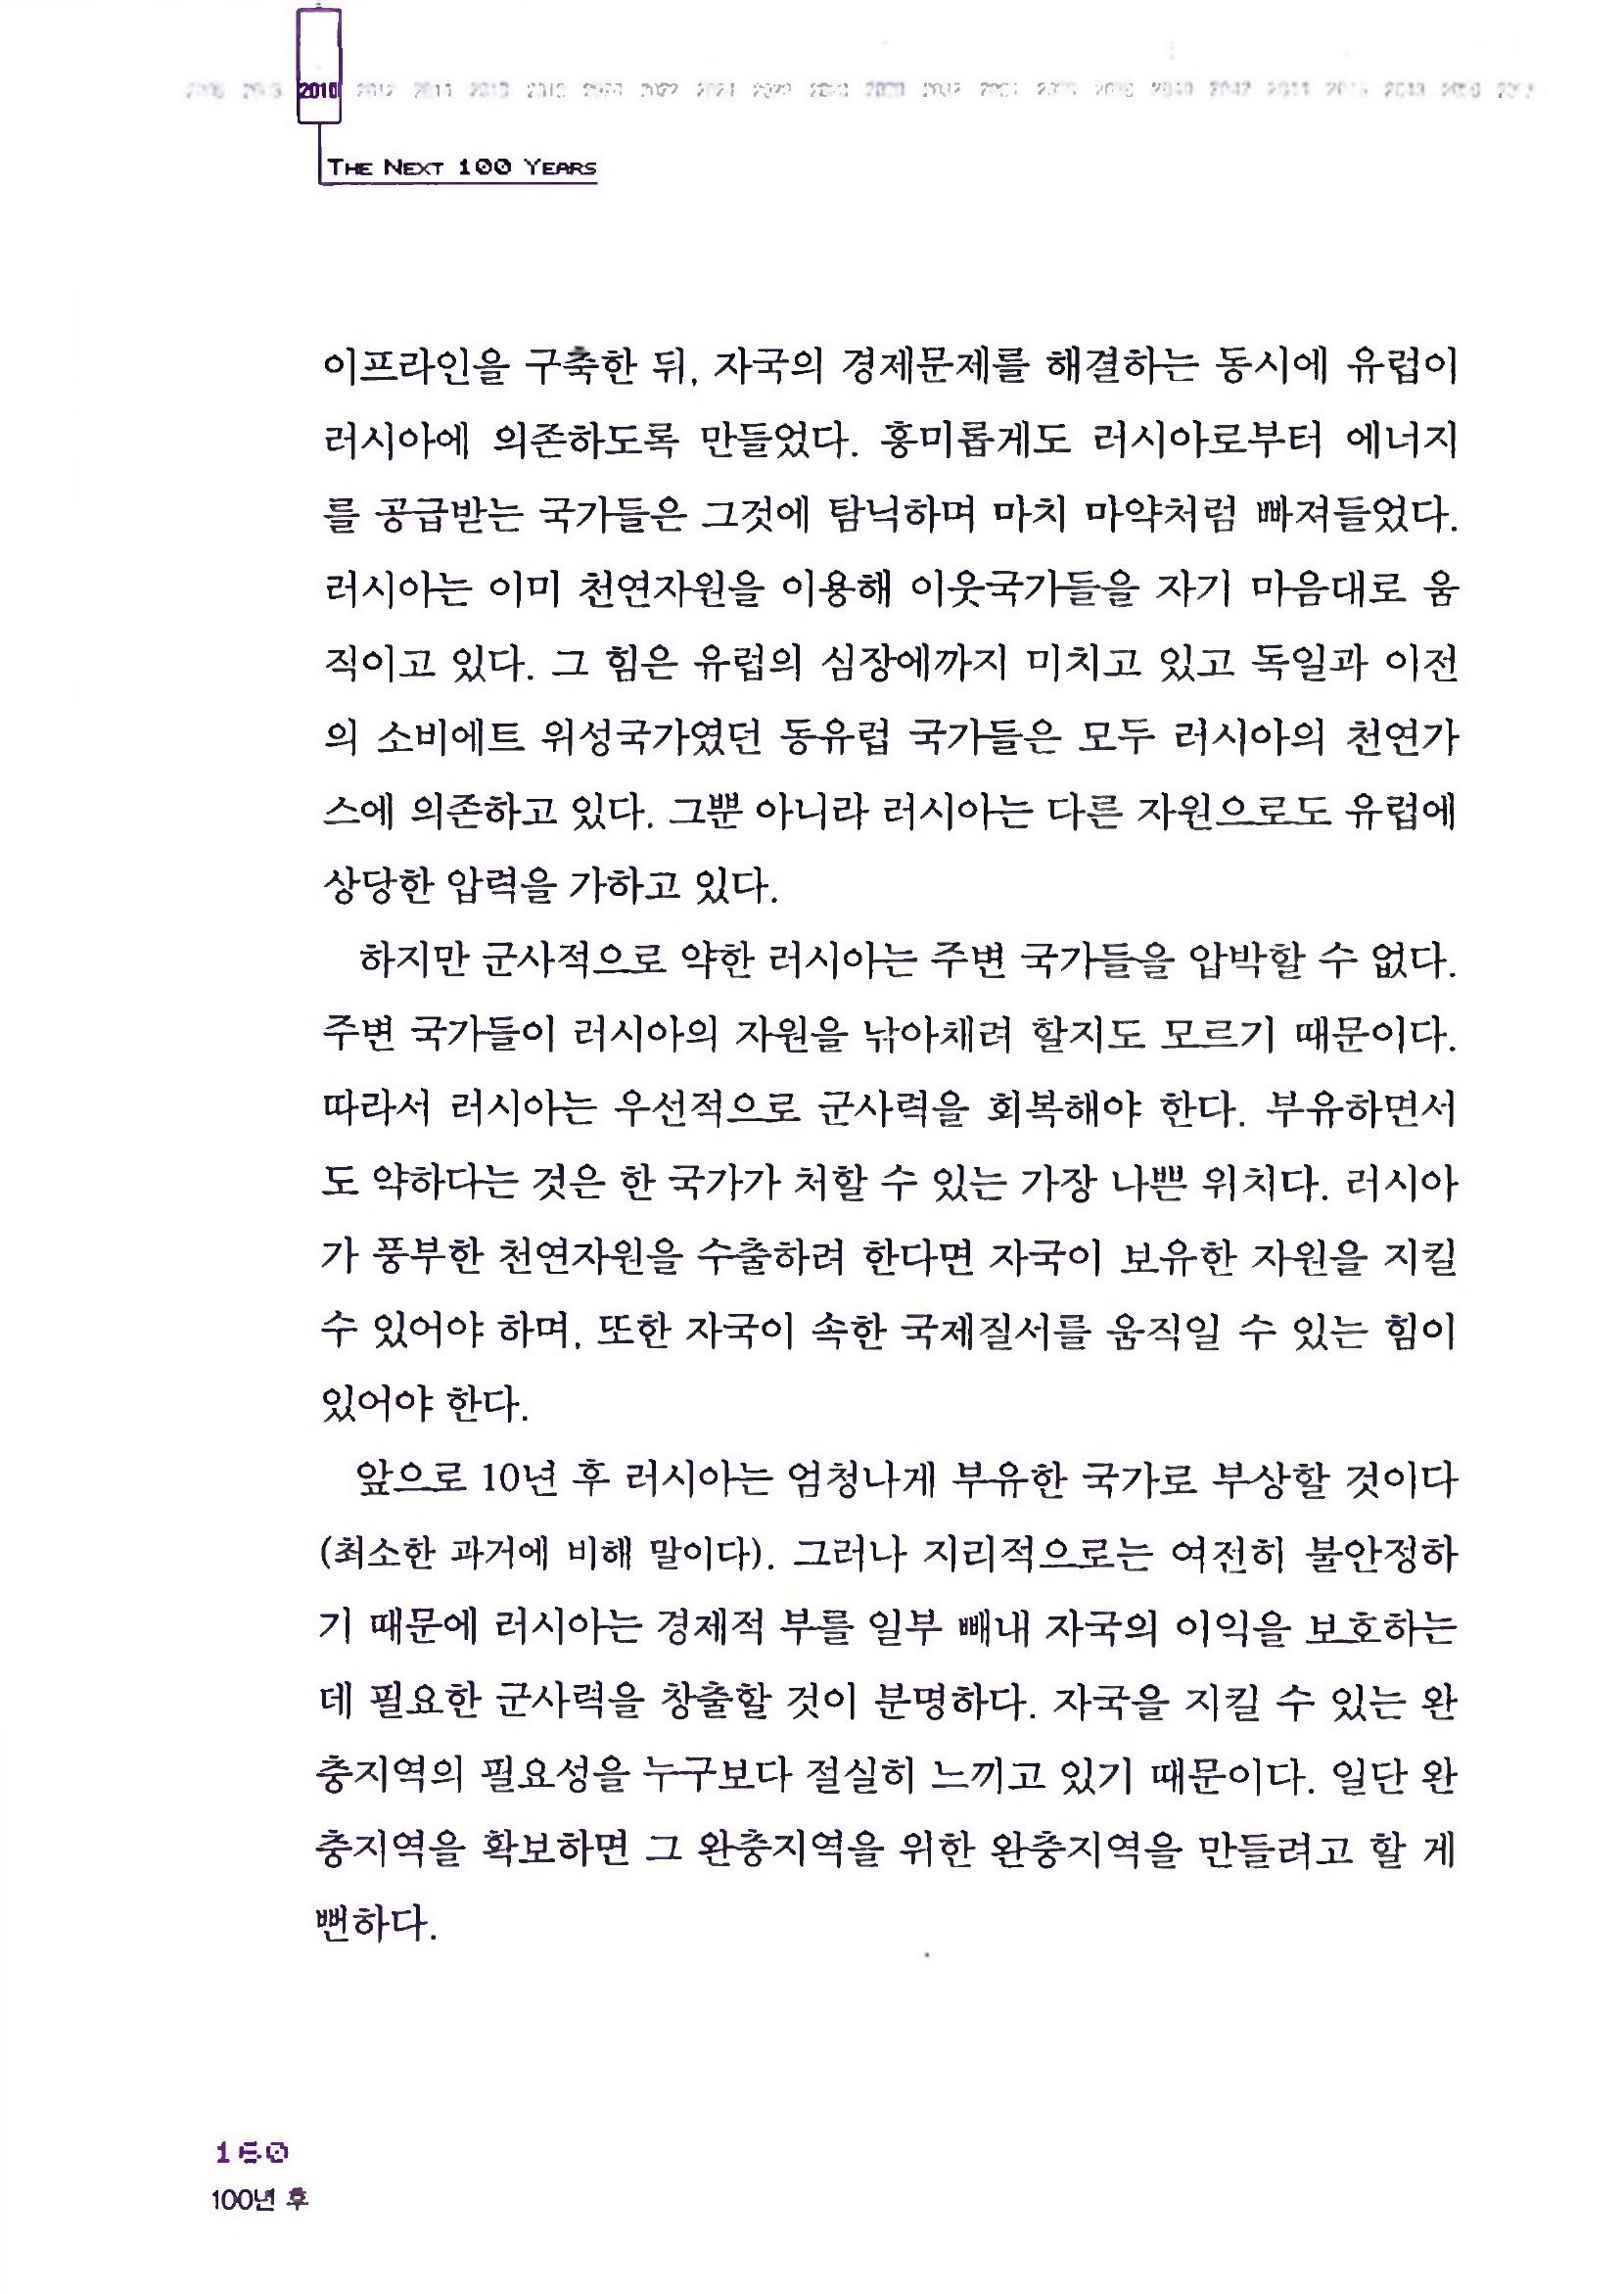 2010
THE NEXT 100 YEARS
이프라인을 구축한 뒤, 자국의 경제문제를 해결하는 동시에 유럽이
러시아에 의존하도록 만들었다. 흥미롭게도 러시아로부터 에너지
를 공급받는 국가들은 그것에 탐닉하며 마치 마약처럼 빠져들었다.
러시아는 이미 천연자원을 이용해 이웃국가들을 자기 마음대로 움
직이고 있다. 그 힘은 유럽의 심장에까지 미치고 있고 독일과 이전
의 소비에트 위성국가였던 동유럽 국가들은 모두 러시아의 천연가
스에 의존하고 있다. 그뿐 아니라 러시아는 다른 자원으로도 유럽에
상당한 압력을 가하고 있다.
하지만 군사적으로 약한 러시아는 주변 국가들을 압박할 수 없다.
주변 국가들이 러시아의 자원을 낚아채려 할지도 모르기 때문이다.
따라서 러시아는 우선적으로 군사력을 회복해야 한다. 부유하면서
도 약하다는 것은 한 국가가 처할 수 있는 가장 나쁜 위치다. 러시아
가 풍부한 천연자원을 수출하려 한다면 자국이 보유한 자원을 지킬
수 있어야 하며, 또한 자국이 속한 국제질서를 움직일 수 있는 힘이
있어야 한다.
앞으로 10년 후 러시아는 엄청나게 부유한 국가로 부상할 것이다
(최소한 과거에 비해 말이다). 그러나 지리적으로는 여전히 불안정하
기 때문에 러시아는 경제적 부를 일부 빼내 자국의 이익을 보호하는
데 필요한 군사력을 창출할 것이 분명하다. 자국을 지킬 수 있는 완
충지역의 필요성을 누구보다 절실히 느끼고 있기 때문이다. 일단 완
충지역을 확보하면 그 완충지역을 위한 완충지역을 만들려고 할 게
뻔하다.
160
100년 후